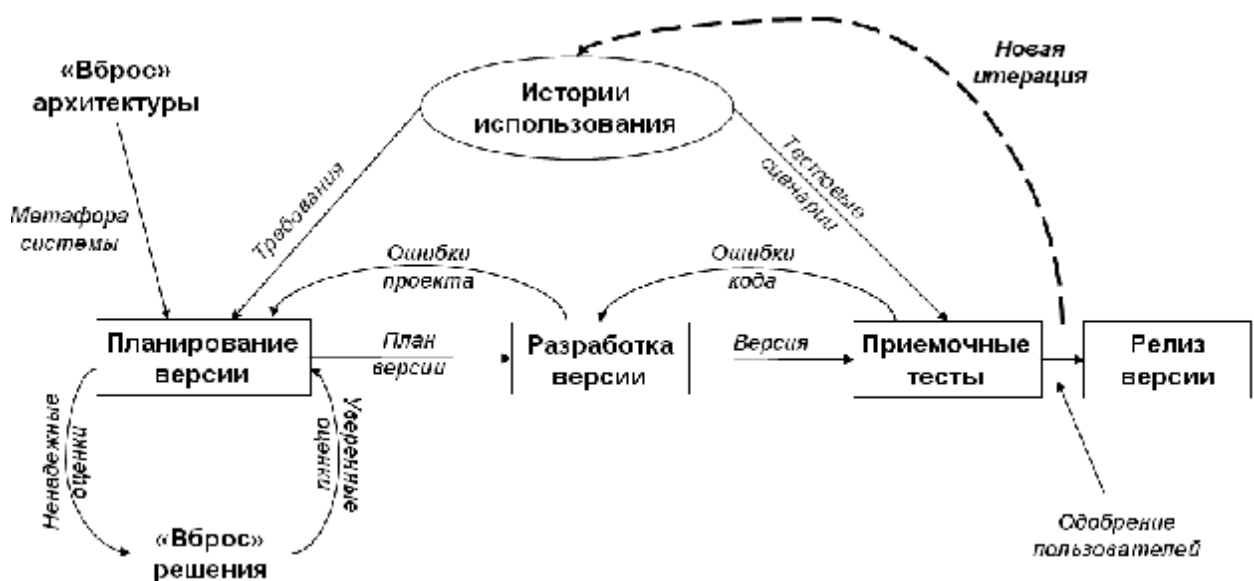 «Вброс»
архитектуры
Истории
использования
Новая
итерация
Метафора
системы
Требования
Тестовые
сценарии
Ошибки
проекта
Ошибки
кода
Планирование
версии
План
версии
Разработка
версии
Версия
Приемочные
тесты
Релиз
версии
Ненадежные
оценки
Уверенные
оценки
«Вброс»
решения
Одобрение
пользователей